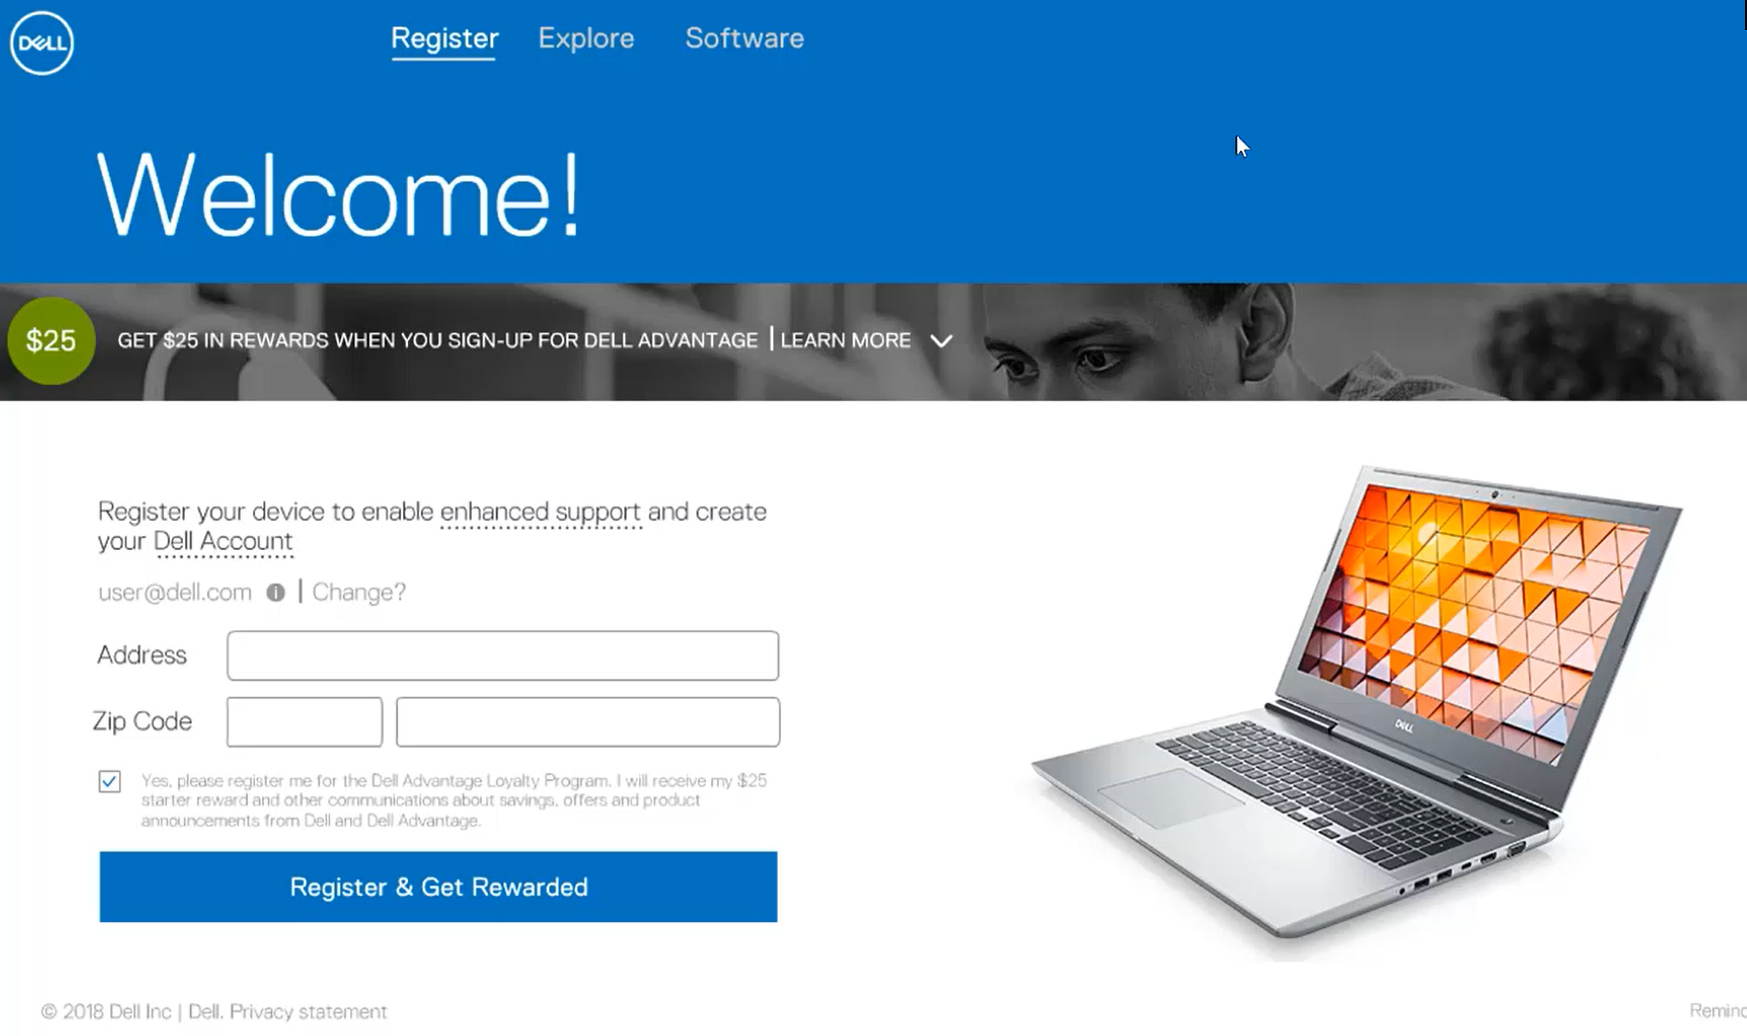 DELL
Register Explore Software
Welcome!
$25
GET $25 IN REWARDS WHEN YOU SIGN-UP FOR DELL ADVANTAGE | LEARN MORE
Register your device to enable enhanced support and create
your Dell Account
user@dell.com i | Change?
Address
Zip Code
Yes, please register me for the Dell Advantage Loyalty Program. I will receive my $25
starter reward and other communications about savings, offers and product
announcements from Dell and Dell Advantage.
Register & Get Rewarded
DELL
© 2018 Dell Inc | Dell. Privacy statement